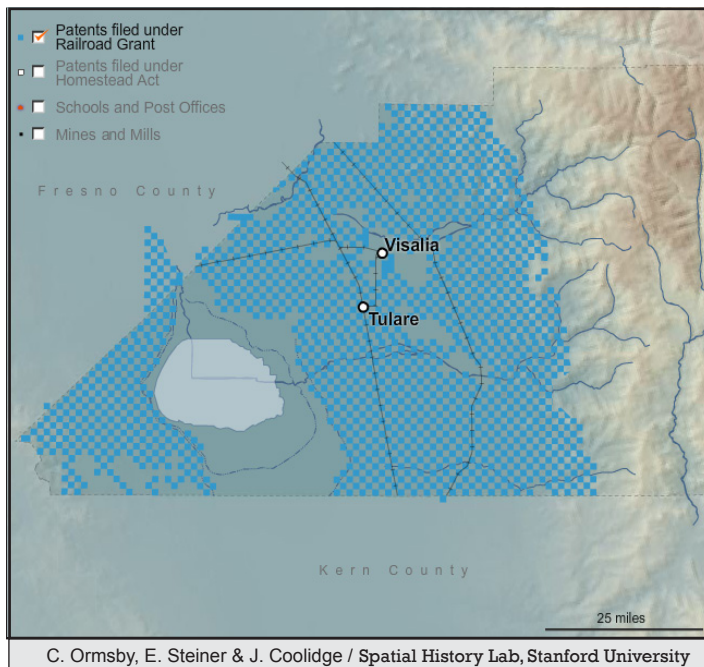 Patents filed under
Railroad Grant
Patents filed under
Homestead Act
Schools and Post Offices
Mines and Mills
Fresno County
Visalia
Tulare
Kern County
25 miles
C. Ormsby, E. Steiner & J. Coolidge / Spatial History Lab, Stanford University